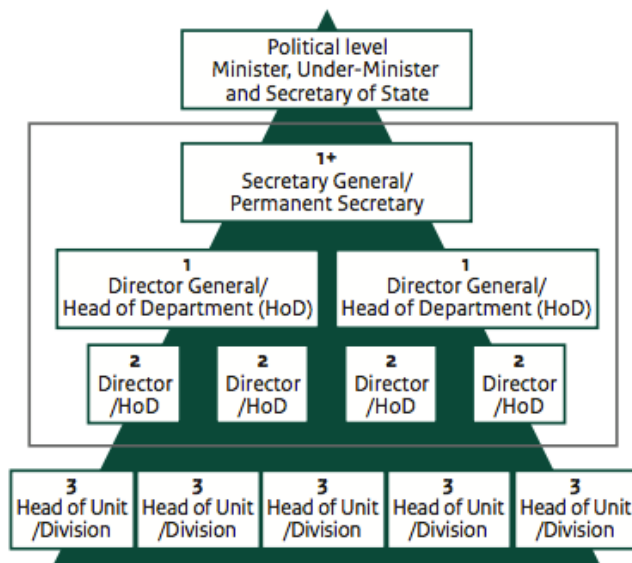 Political level
Minister, Under-Minister
and Secretary of State
1+
Secretary General/
Permanent Secretary
1
Director General/
Head of Department (HoD)
1
Director General/
Head of Department (HoD)
2
Director
/HoD
2
Director
/HoD
2
Director
/HoD
2
Director
/HoD
3
Head of Unit
/Division
3
Head of Unit
/Division
3
Head of Unit
/Division
3
Head of Unit
/Division
3
Head of Unit
/Division